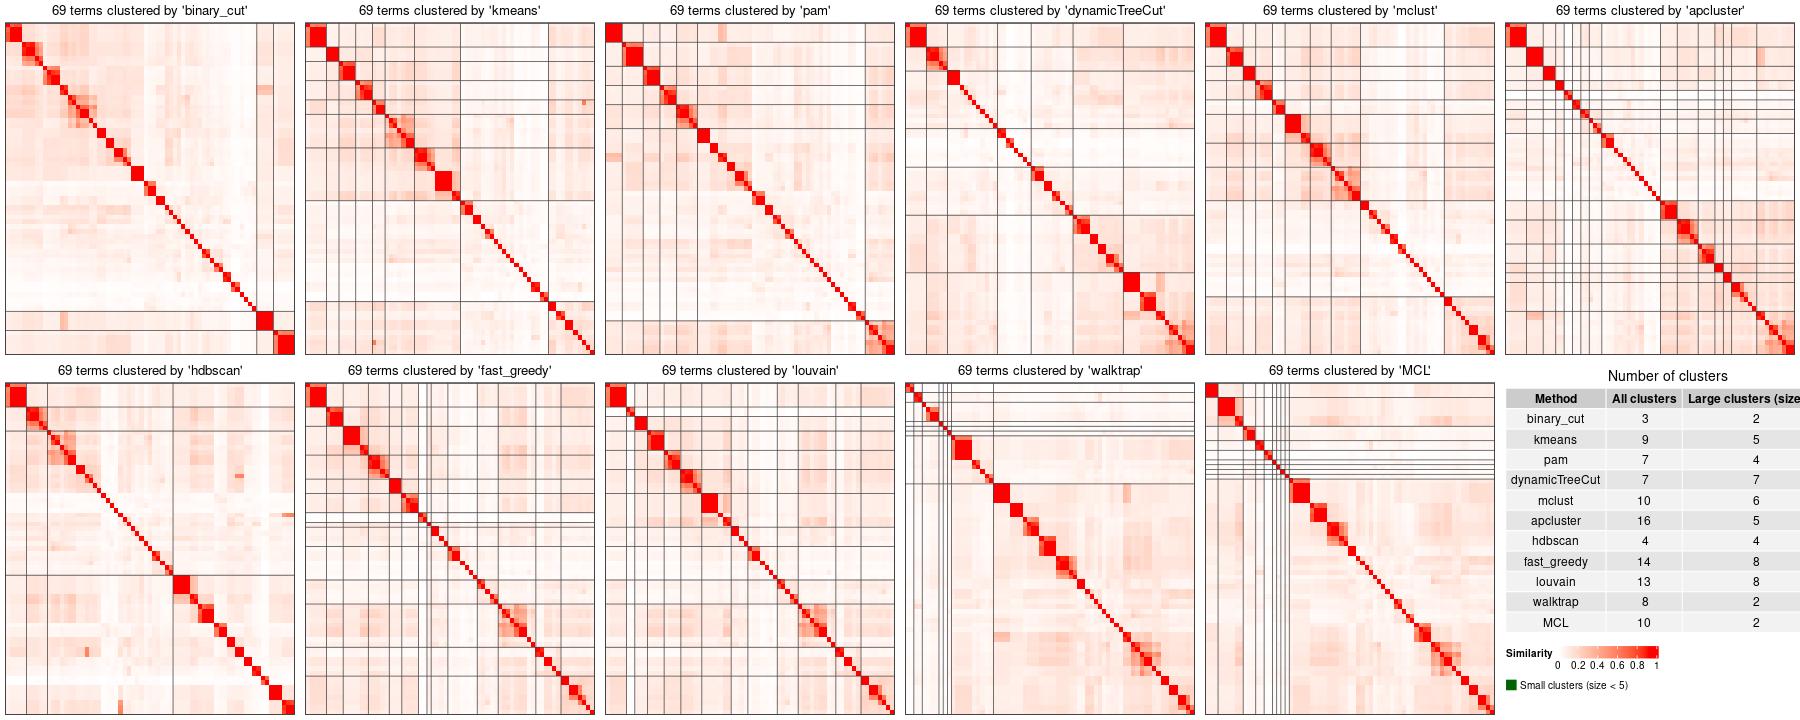 69 terms clustered by 'binary_cut'
69 terms clustered by 'kmeans'
69 terms clustered by 'pam'
69 terms clustered by 'dynamicTreeCut'
69 terms clustered by 'mclust'
69 terms clustered by 'apcluster'
69 terms clustered by 'hdbscan'
69 terms clustered by 'fast_greedy'
69 terms clustered by 'louvain'
69 terms clustered by 'walktrap'
69 terms clustered by 'MCL'
Number of clusters
Method All clusters Large clusters (size
binary_cut 3 2
kmeans 9 5
pam 7 4
dynamicTreeCut 7 7
mclust 10 6
apcluster 16 5
hdbscan 4 4
fast_greedy 14 8
louvain 13 8
walktrap 8 2
MCL 10 2
Similarity
0 0.2 0.4 0.6 0.8 1
Small clusters (size < 5)